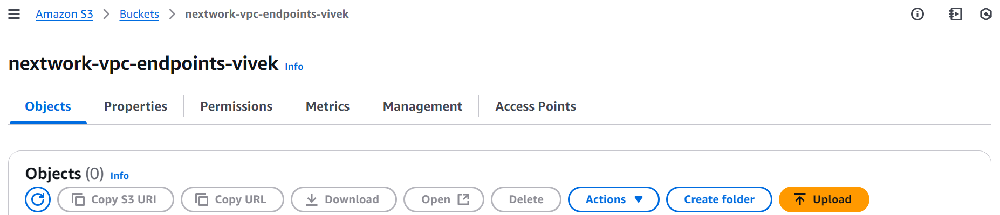 Amazon S3 > Buckets > nextwork-vpc-endpoints-vivek
nextwork-vpc-endpoints-vivek Info
Objects Properties Permissions Metrics Management Access Points
Objects (0) Info
Copy S3 URI Copy URL Download Open Delete Actions Create folder Upload